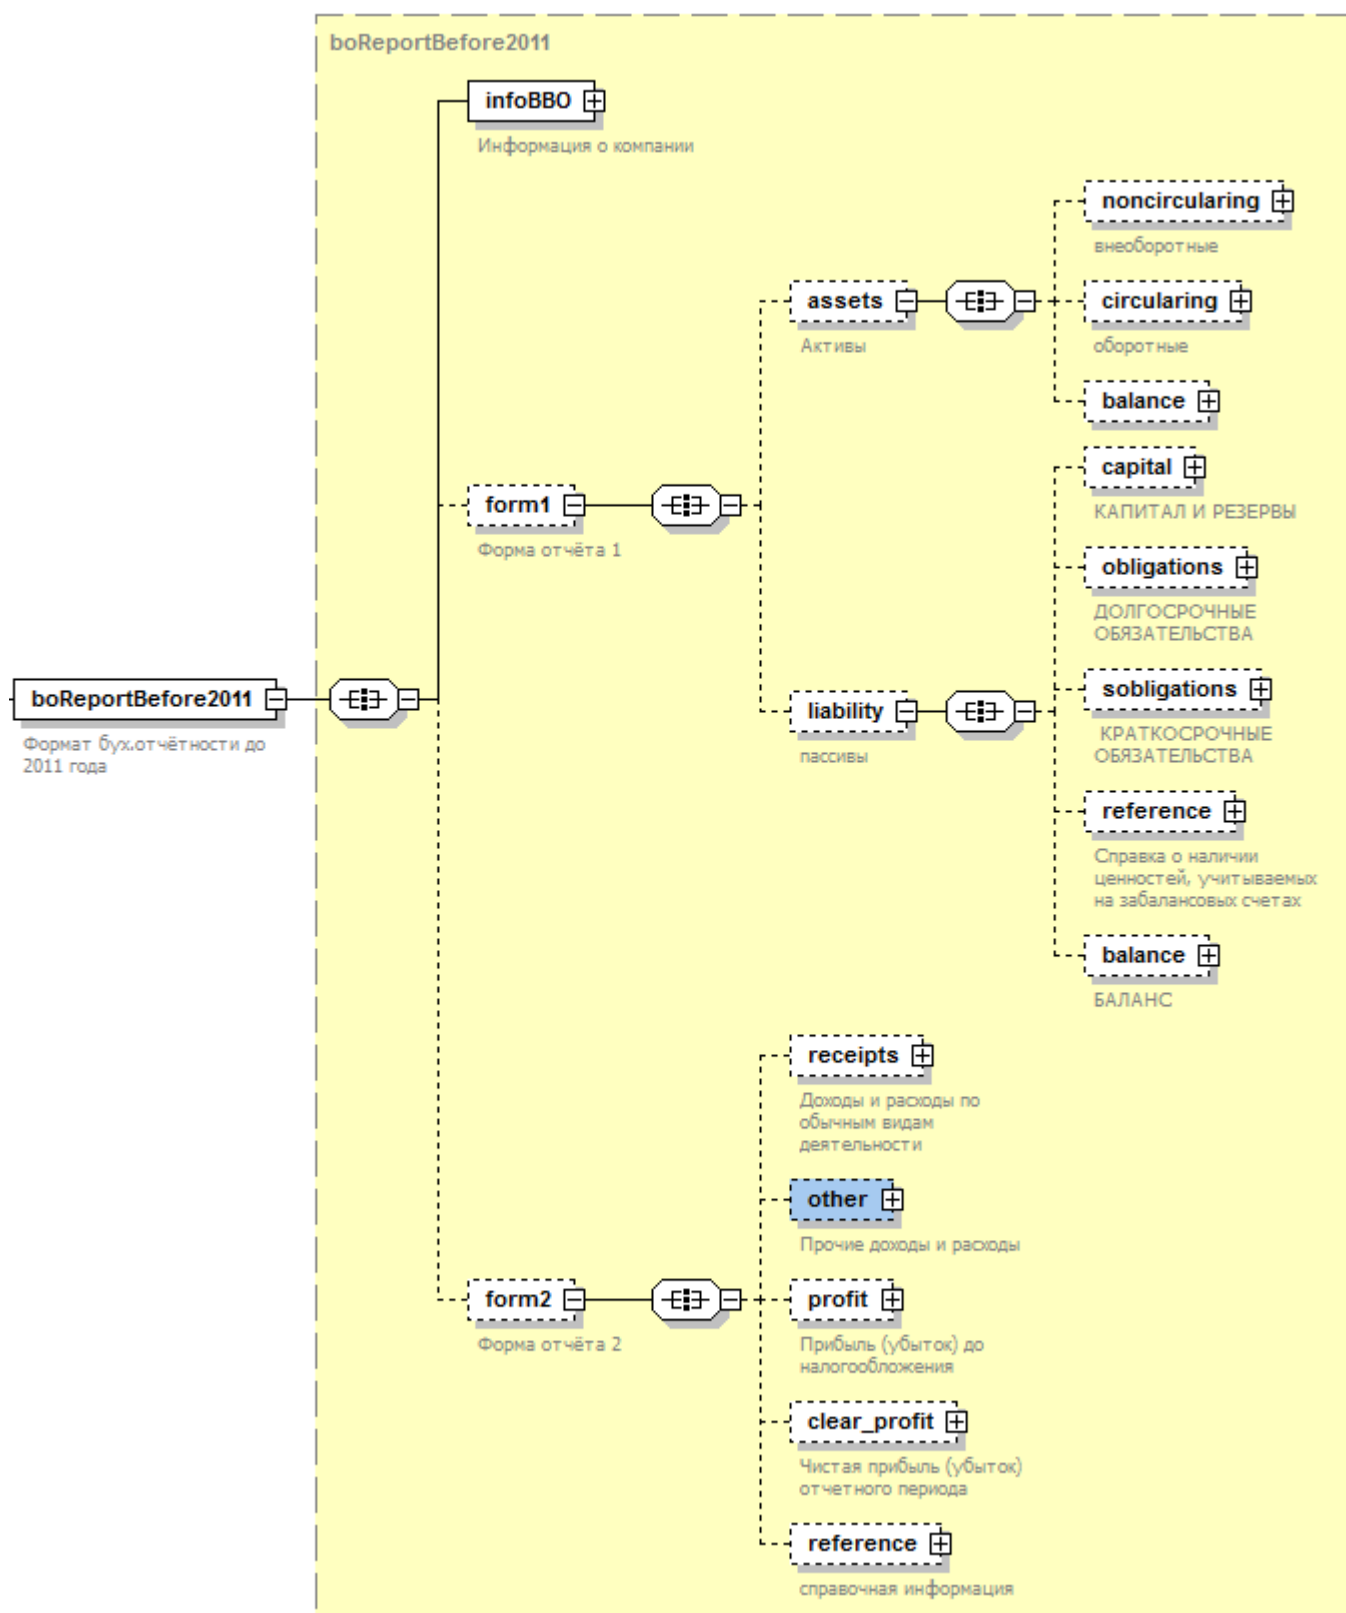 boReportBefore2011
infoBBO
Информация о компании
noncircularing
внеоборотные
assets
Активы
circularing
оборотные
balance
form1
Форма отчёта 1
capital
КАПИТАЛ И РЕЗЕРВЫ
obligations
ДОЛГОСРОЧНЫЕ
ОБЯЗАТЕЛЬСТВА
boReportBefore2011
Формат бух.отчётности до
2011 года
liability
пассивы
sobligations
КРАТКОСРОЧНЫЕ
ОБЯЗАТЕЛЬСТВА
reference
Справка о наличии
ценностей, учитываемых
на забалансовых счетах
balance
БАЛАНС
receipts
Доходы и расходы по
обычным видам
деятельности
other
Прочие доходы и расходы
form2
Форма отчёта 2
profit
Прибыль (убыток) до
налогообложения
clear_profit
Чистая прибыль (убыток)
отчетного периода
reference
справочная информация